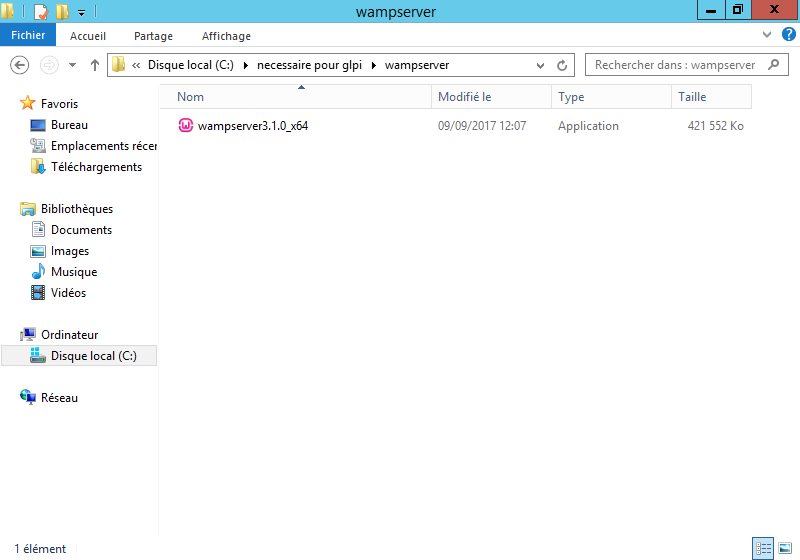 wampserver
Fichier Accueil Partage Affichage
« Disque local (C:) necessaire pour glpi wampserver Rechercher dans : wampserver
Nom Modifié le Type Taille
wampserver3.1.0_x64 09/09/2017 12:07 Application 421 552 Ko
Favoris
Bureau
Emplacements récer
Téléchargements
Bibliothèques
Documents
Images
Musique
Vidéos
Ordinateur
Disque local (C:)
Réseau
1 élément